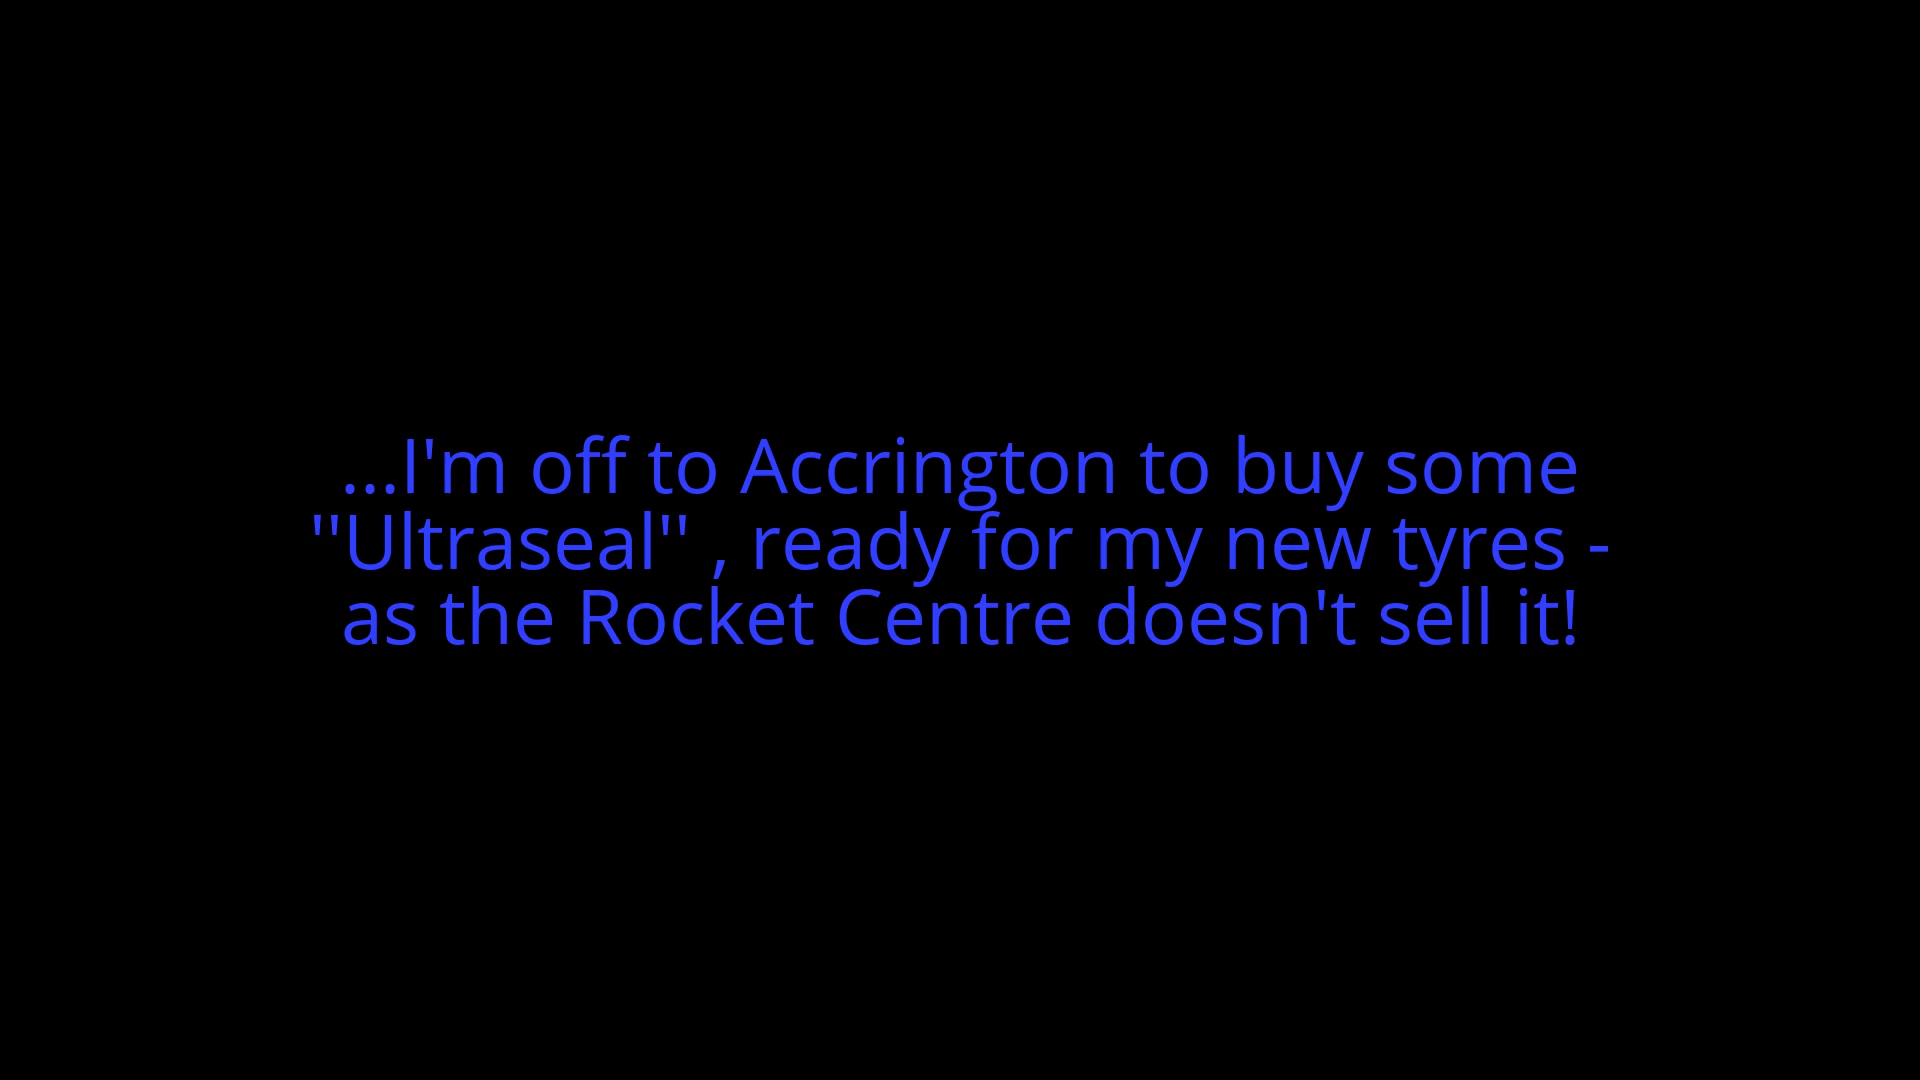 ...I'm off to Accrington to buy some
''Ultraseal'' , ready for my new tyres -
as the Rocket Centre doesn't sell it!